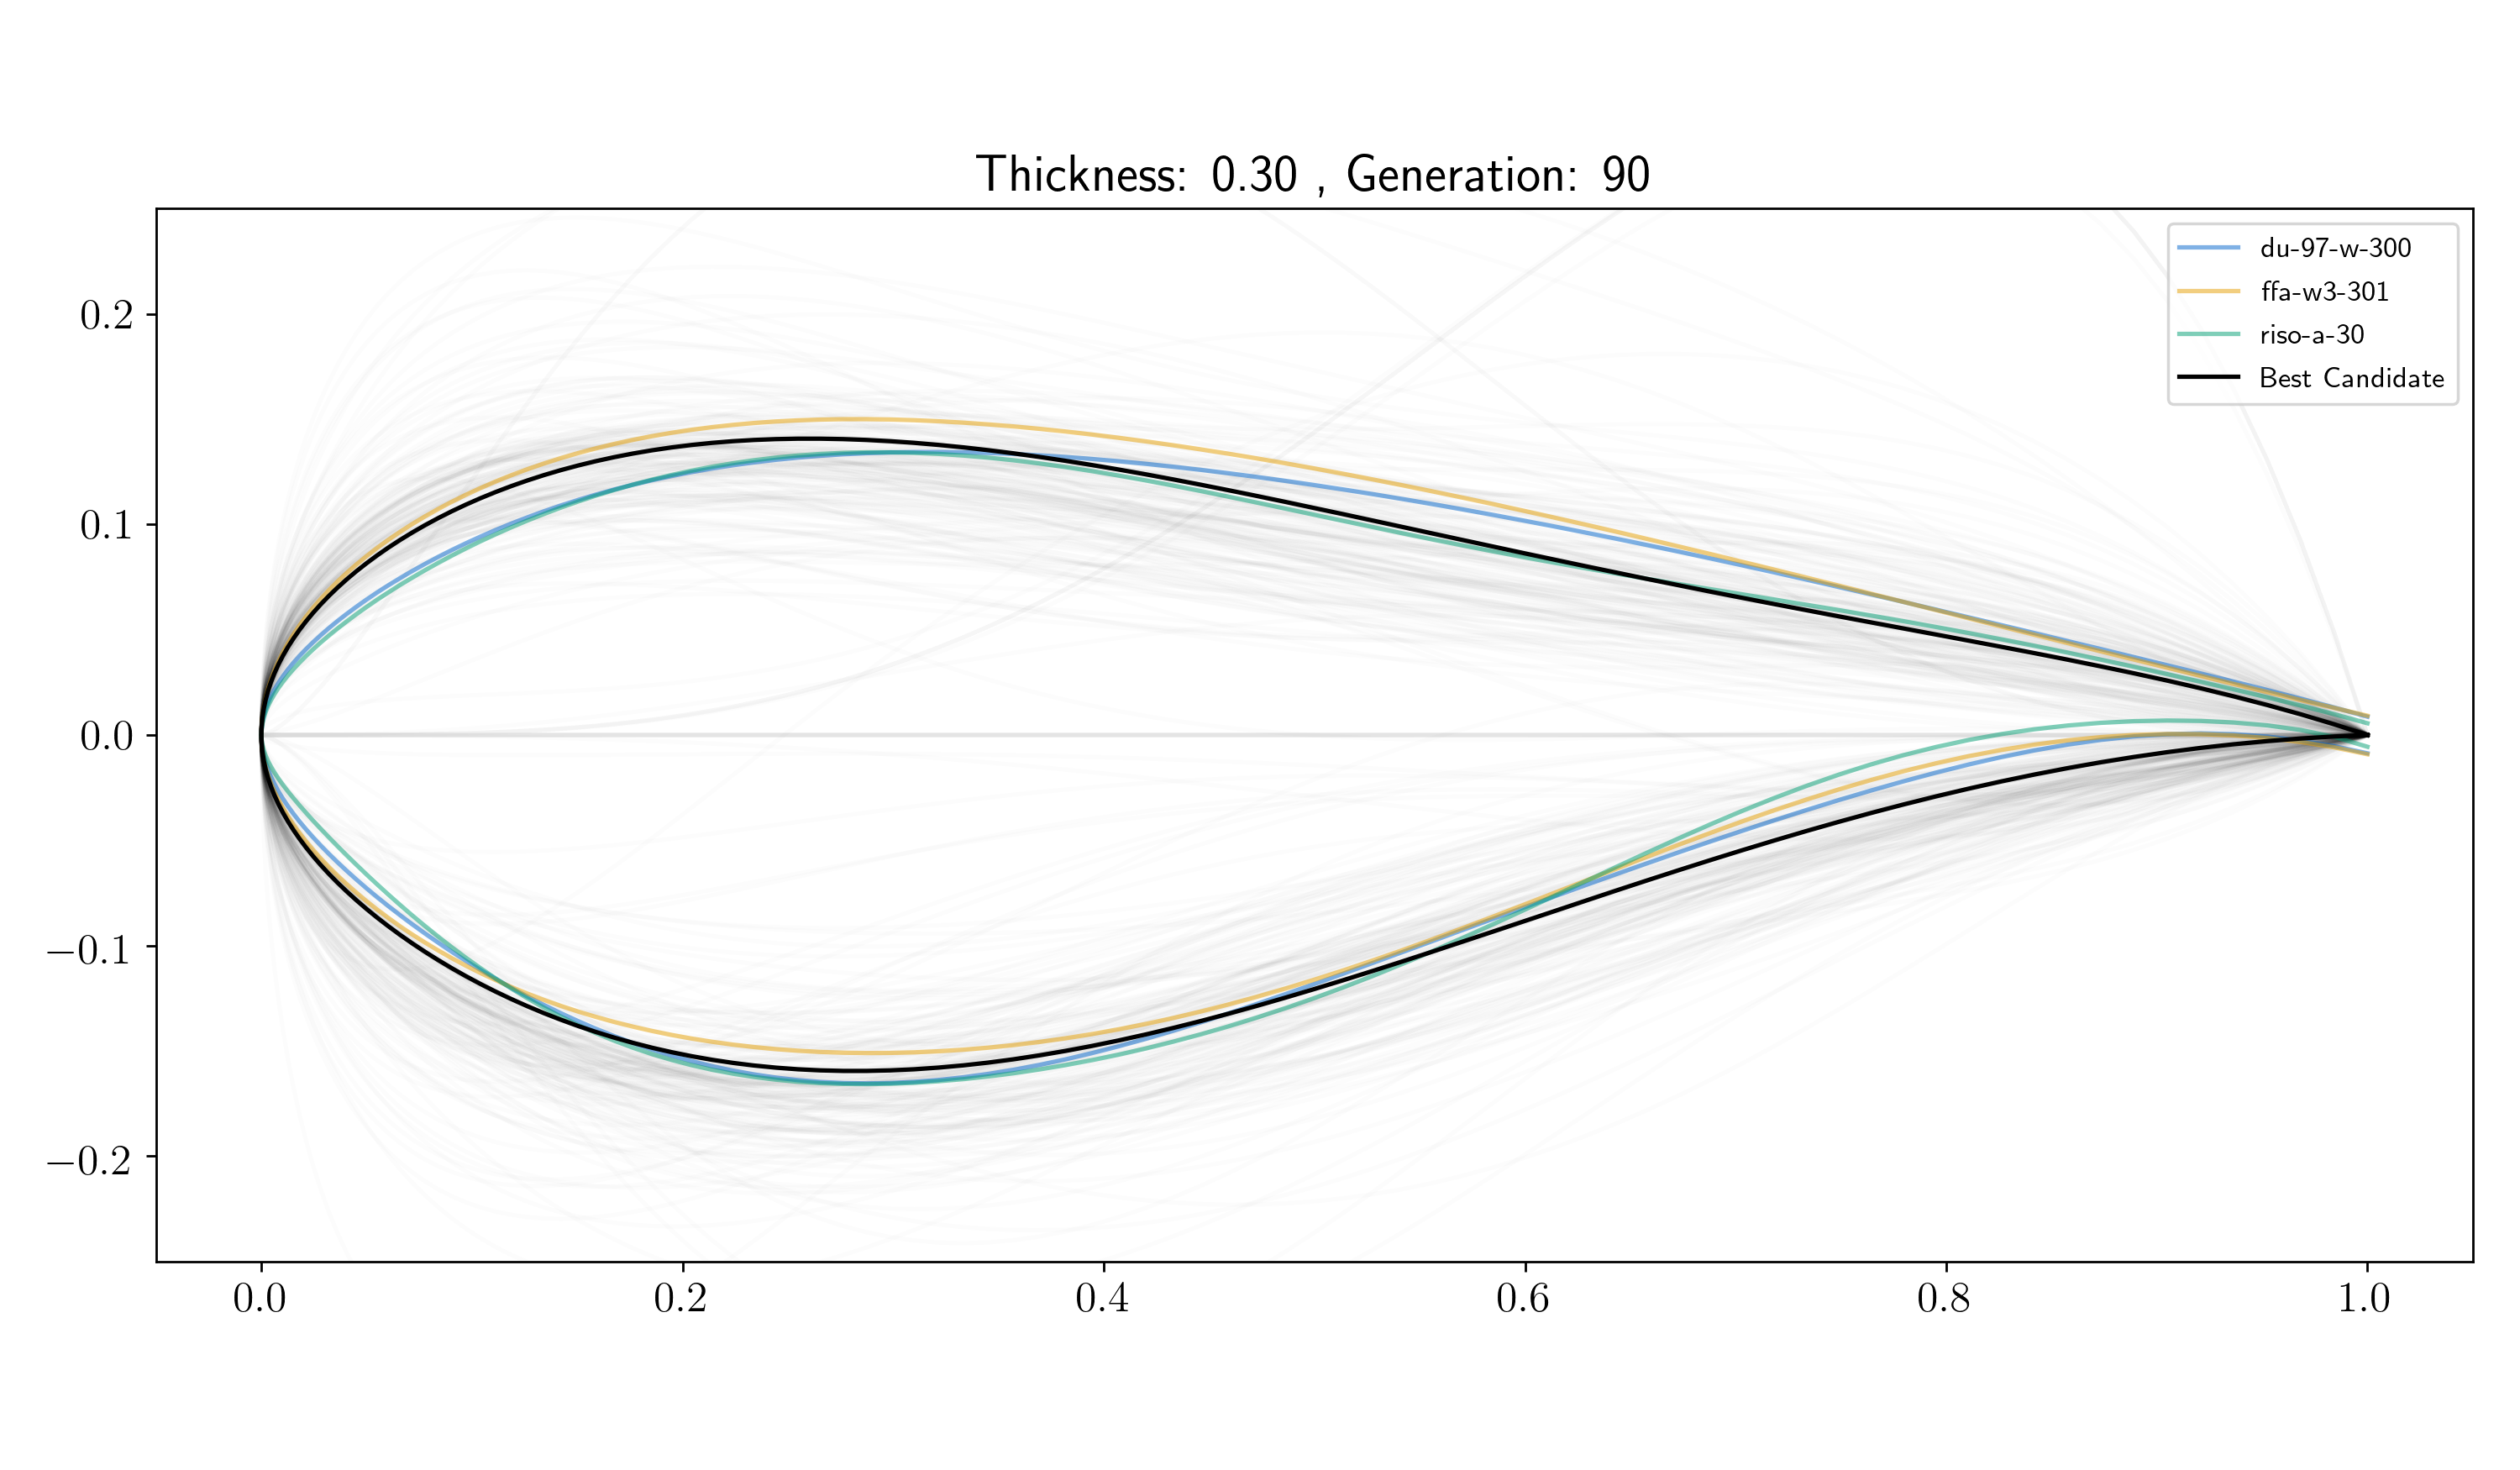 Thickness: 0.30 , Generation: 90
du-97-w-300
ffa-w3-301
riso-a-30
Best Candidate
0.2
0.1
0.0
−0.1
−0.2
0.0 0.2 0.4 0.6 0.8 1.0